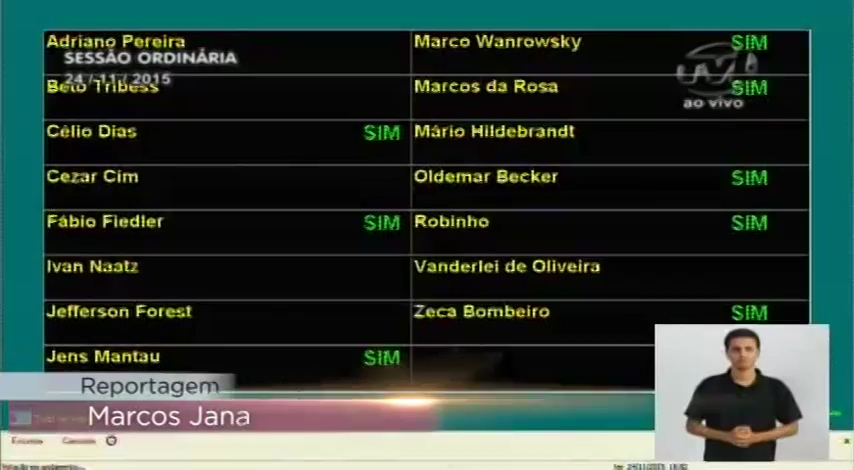 Adriano Pereira
SESSÃO ORDINÁRIA
24/11/2015
Beto Tribess
Célio Dias SIM
Cezar Cim
Fábio Fiedler SIM
Ivan Naatz
Jefferson Forest
Jens Mantau SIM
Marco Wanrowsky SIM
Marcos da Rosa SIM
ao vivo
Mário Hildebrandt
Oldemar Becker SIM
Robinho SIM
Vanderlei de Oliveira
Zeca Bombeiro SIM
Reportagem
Marcos Jana